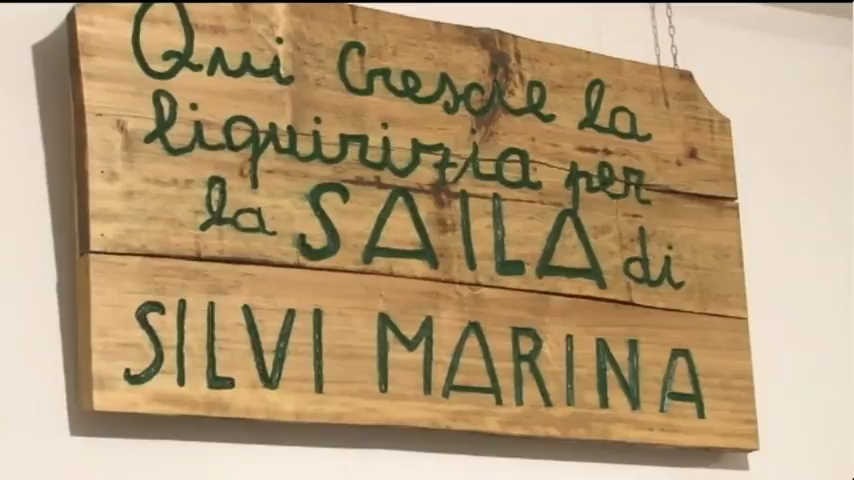 Qui cresce la
liquirizia per
la SAILA di
SILVI MARINA